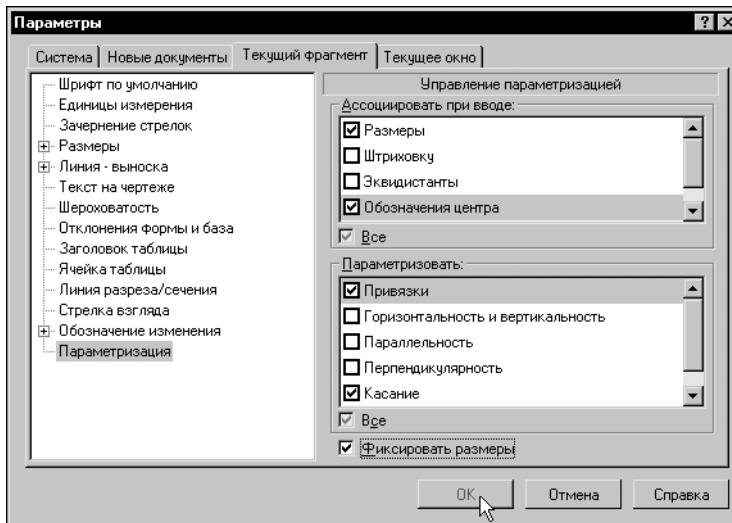 Параметры
Система
Новые документы
Текущий фрагмент
Текущее окно
Шрифт по умолчанию
Единицы измерения
Зачернение стрелок
Размеры
Линия - выноска
Текст на чертеже
Шероховатость
Отклонения формы и база
Заголовок таблицы
Ячейка таблицы
Линия разреза/сечения
Стрелка взгляда
Обозначение изменения
Параметризация
Управление параметризацией
Ассоциировать при вводе:
Размеры
Штриховку
Эквидистанты
Обозначения центра
Все
Параметризовать:
Привязки
Горизонтальность и вертикальность
Параллельность
Перпендикулярность
Касание
Все
Фиксировать размеры
OK
Отмена
Справка